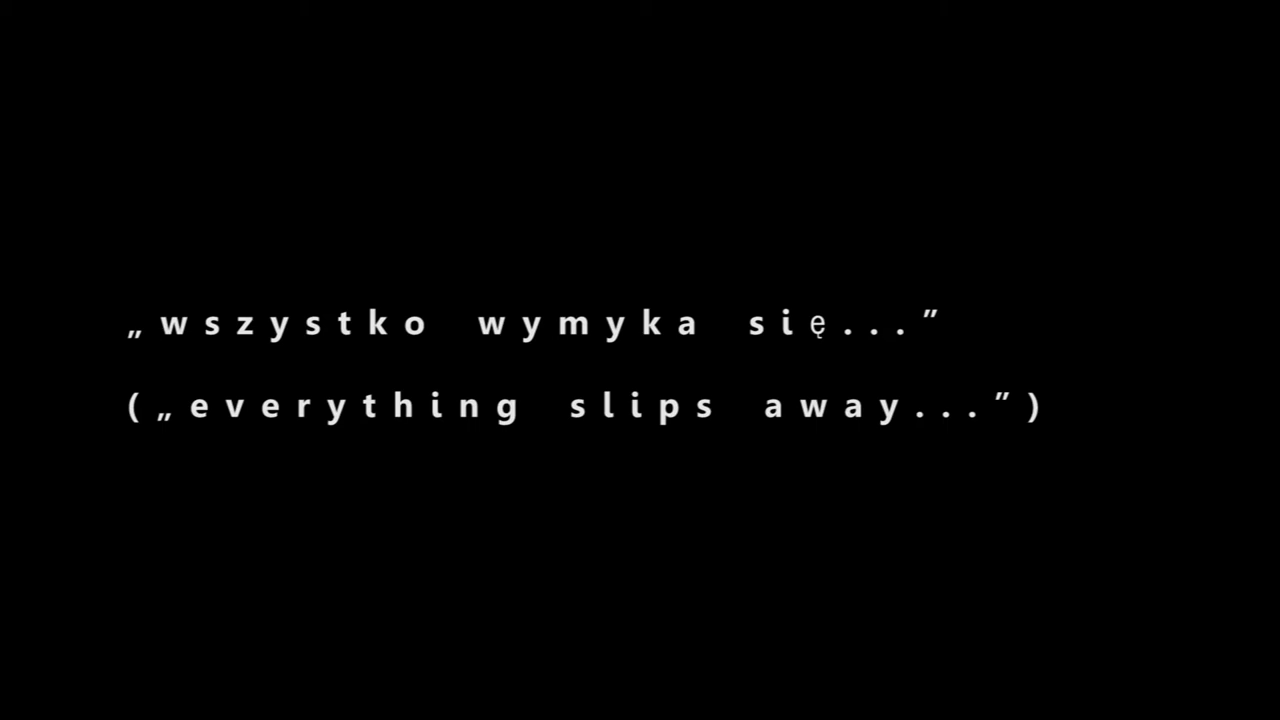 „wszystko wymyka się...”
(„everything slips away...”)